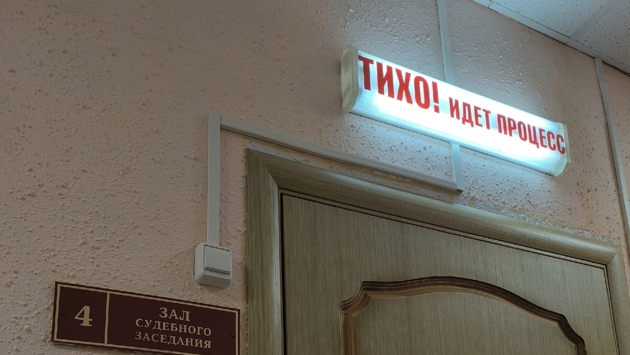 ТИХО! ИДЕТ ПРОЦЕСС
4
ЗАЛ
СУДЕБНОГО
ЗАСЕДАНИЯ